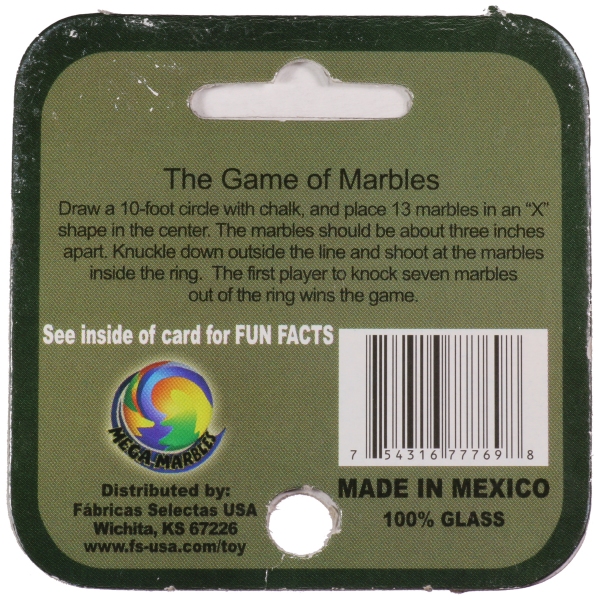 The Game of Marbles
Draw a 10-foot circle with chalk, and place 13 marbles in an “X”
shape in the center. The marbles should be about three inches
apart. Knuckle down outside the line and shoot at the marbles
inside the ring.  The first player to knock seven marbles
out of the ring wins the game.
See inside of card for FUN FACTS
MEGA-MARBLES
Distributed by:
Fábricas Selectas USA
Wichita, KS 67226
www.fs-usa.com/toy
7 54316 77769 8
MADE IN MEXICO
100% GLASS